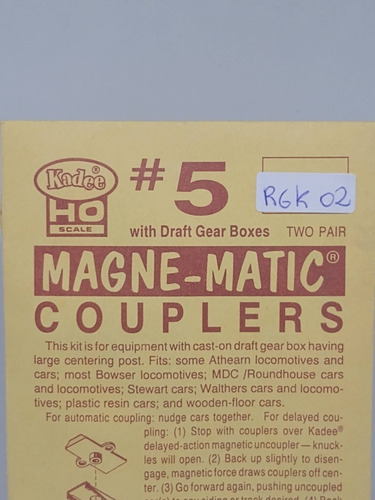 Kadee®
HO
SCALE
#5
RGK 02
with Draft Gear Boxes TWO PAIR
MAGNE-MATIC®
COUPLERS
This kit is for equipment with cast-on draft gear box having
large centering post. Fits: some Athearn locomotives and
cars; most Bowser locomotives; MDC /Roundhouse cars
and locomotives; Stewart cars; Walthers cars and locomo-
tives; plastic resin cars; and wooden-floor cars.
For automatic coupling: nudge cars together. For delayed cou-
pling: (1) Stop with couplers over Kadee®
delayed-action magnetic uncoupler — knuck-
les will open. (2) Back up slightly to disen-
gage, magnetic force draws couplers off cen-
ter. (3) Go forward again, pushing uncoupled